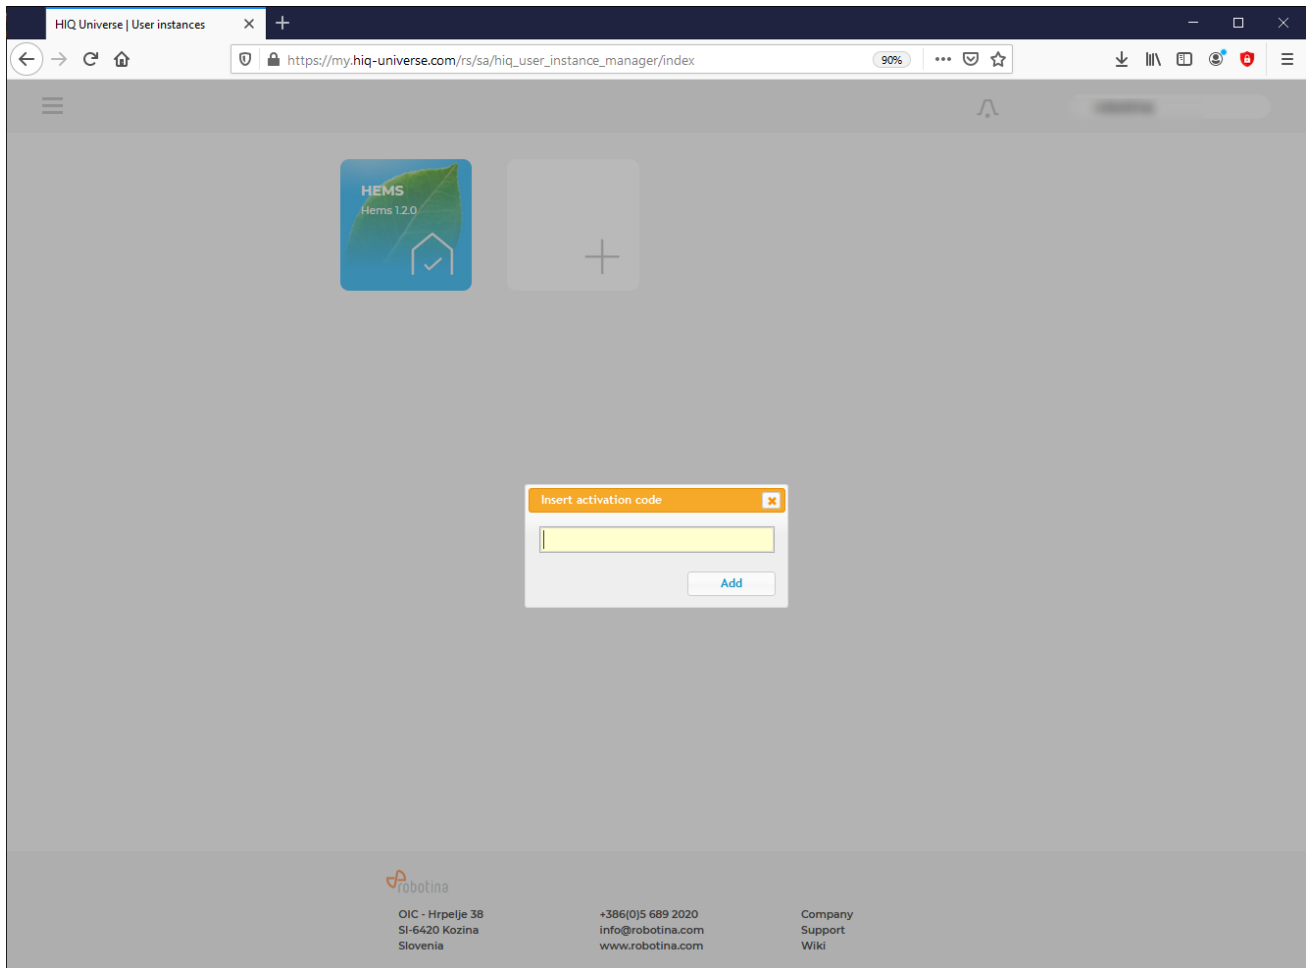 HIQ Universe | User instances
https://my.hiq-universe.com/rs/sa/hiq_user_instance_manager/index
90%
HEMS
Hems 1.2.0
Insert activation code
Add
robotina
OIC - Hrpelje 38
SI-6420 Kozina
Slovenia
+386(0)5 689 2020
info@robotina.com
www.robotina.com
Company
Support
Wiki